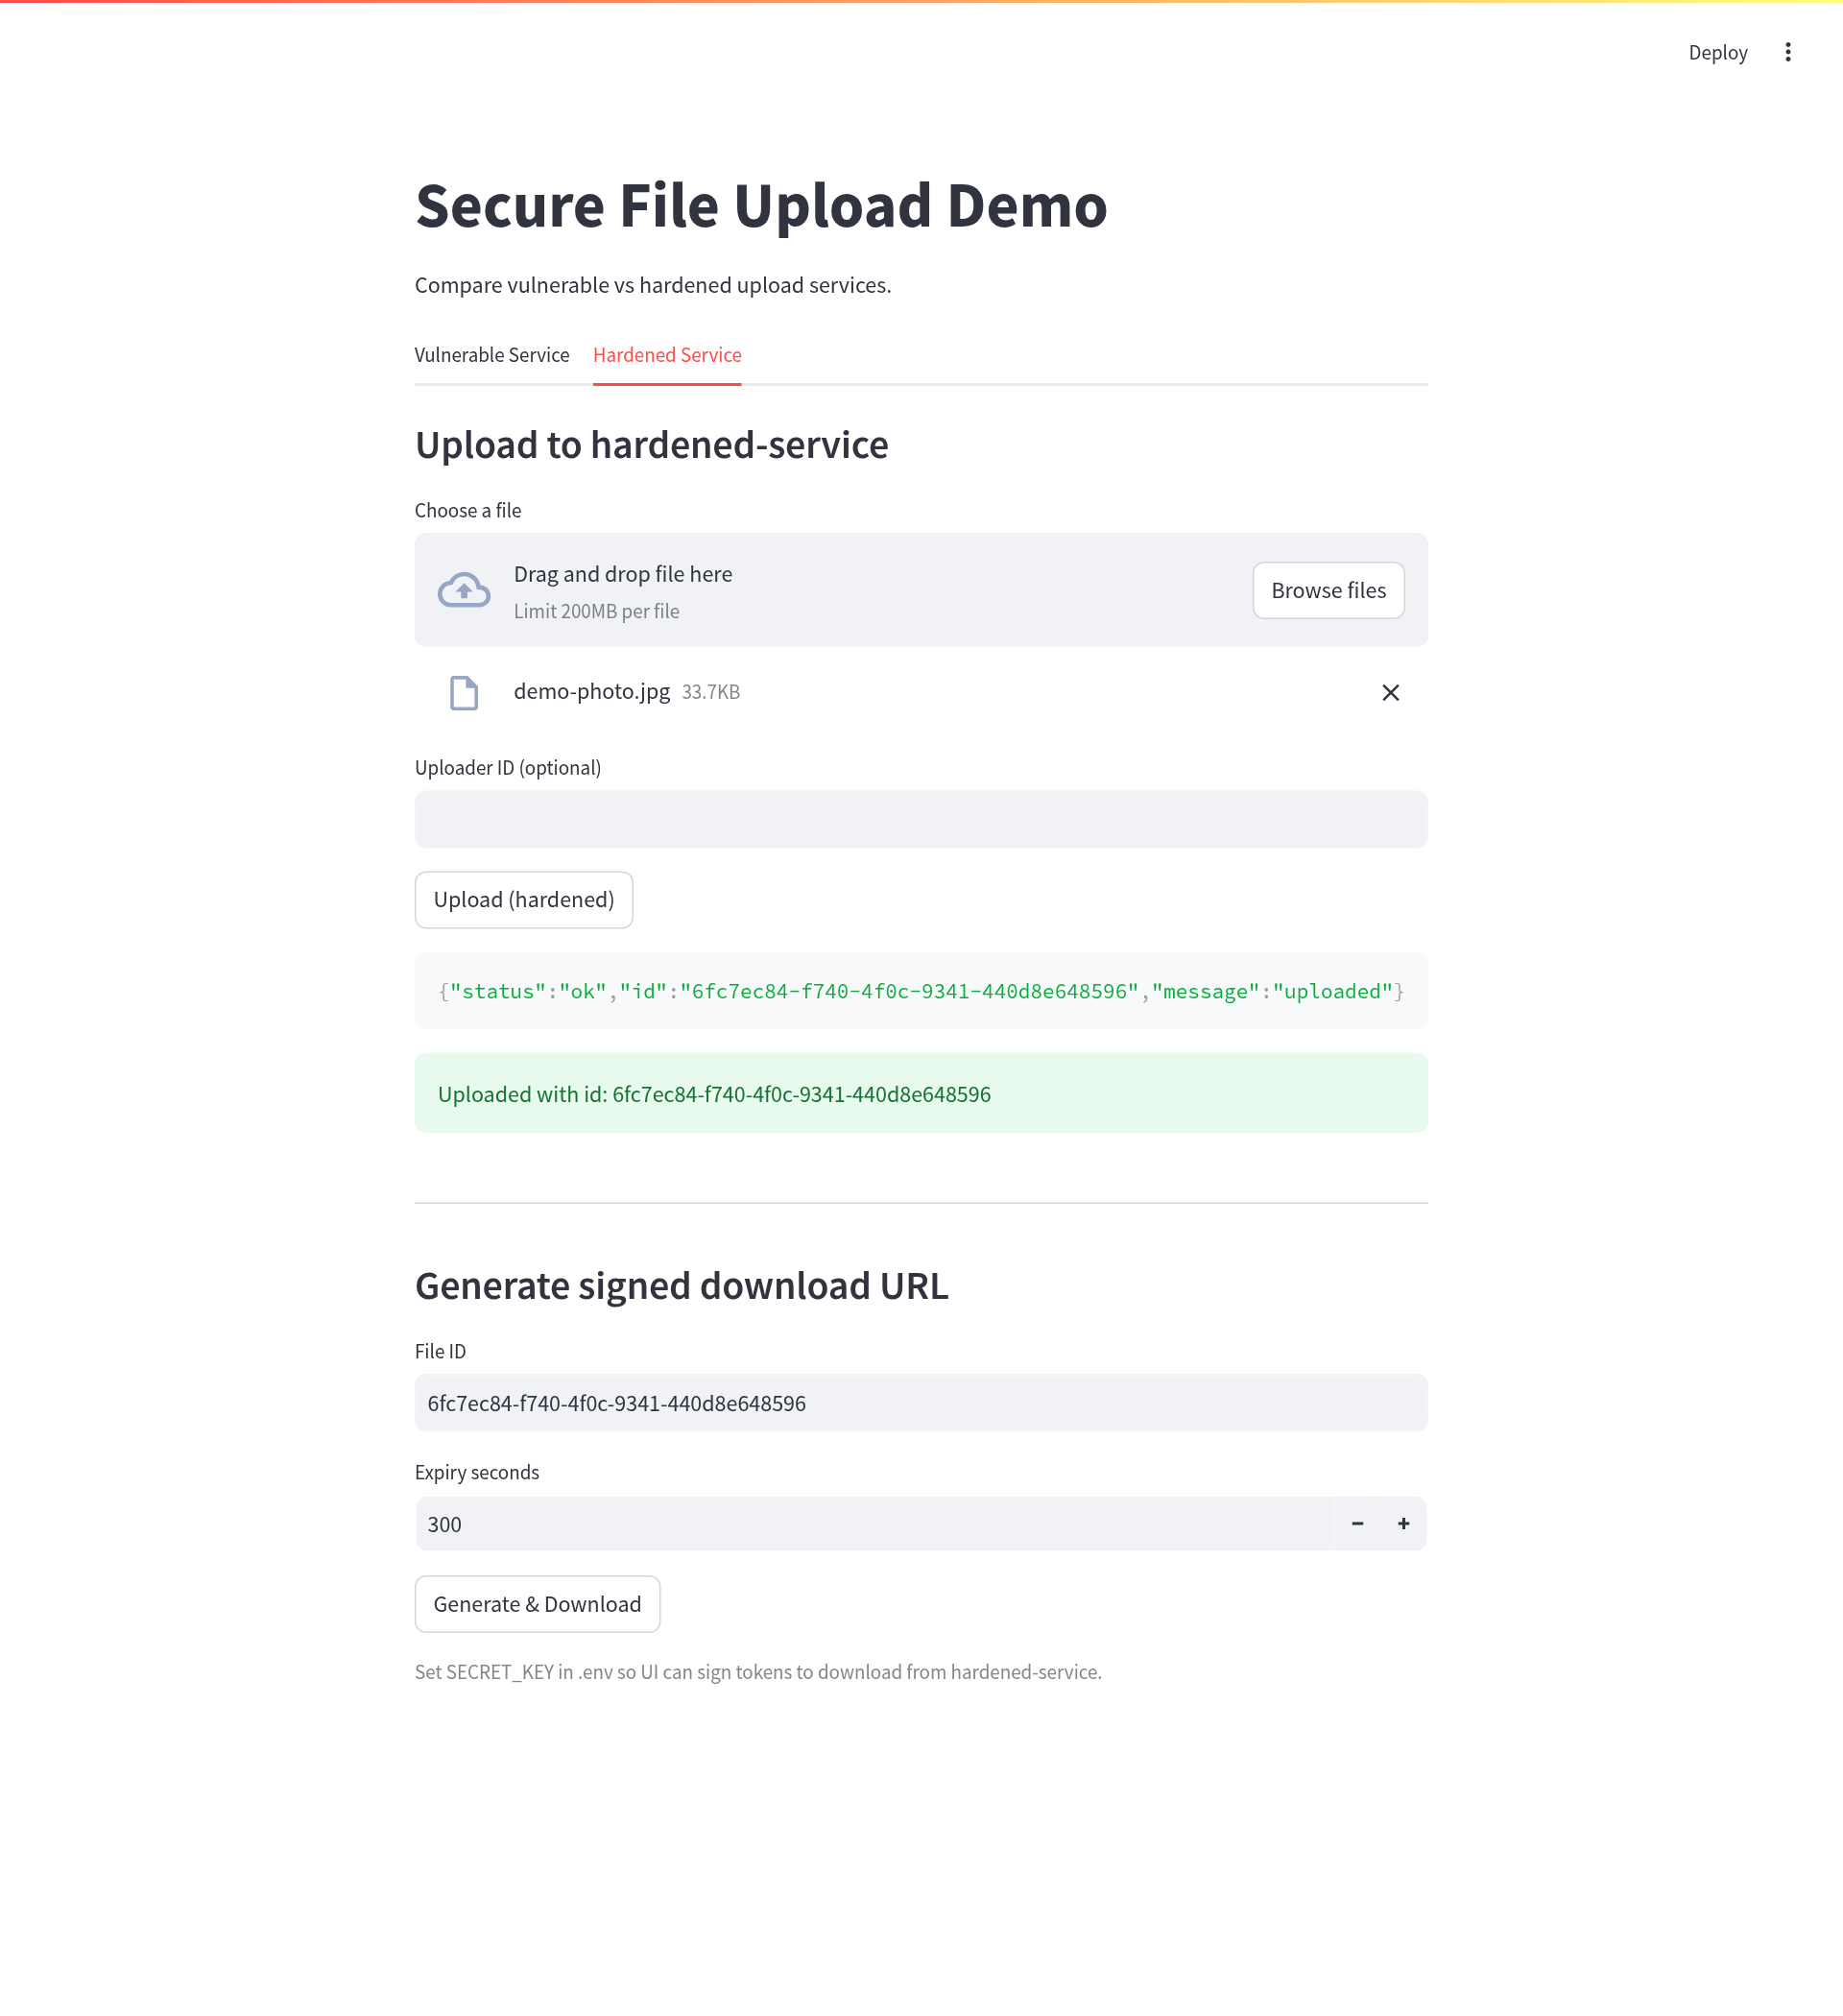 Deploy
Secure File Upload Demo
Compare vulnerable vs hardened upload services.
Vulnerable Service Hardened Service
Upload to hardened-service
Choose a file
Drag and drop file here
Limit 200MB per file
Browse files
demo-photo.jpg 33.7KB
Uploader ID (optional)
Upload (hardened)
{"status":"ok","id":"6fc7ec84-f740-4f0c-9341-440d8e648596","message":"uploaded"}
Uploaded with id: 6fc7ec84-f740-4f0c-9341-440d8e648596
Generate signed download URL
File ID
6fc7ec84-f740-4f0c-9341-440d8e648596
Expiry seconds
300
Generate & Download
Set SECRET_KEY in .env so UI can sign tokens to download from hardened-service.